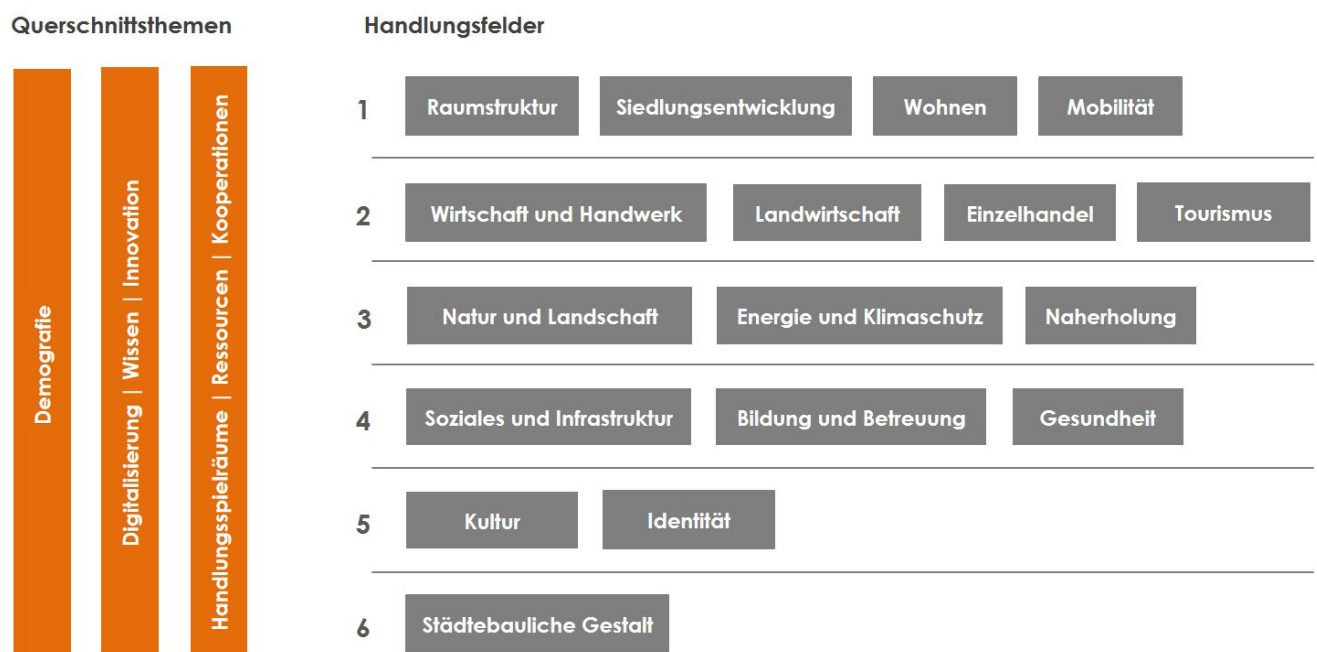 Querschnittsthemen
Handlungsfelder
Demografie
Digitalisierung | Wissen | Innovation
Handlungsspielräume | Ressourcen | Kooperationen
1 Raumstruktur Siedlungsentwicklung Wohnen Mobilität
2 Wirtschaft und Handwerk Landwirtschaft Einzelhandel Tourismus
3 Natur und Landschaft Energie und Klimaschutz Naherholung
4 Soziales und Infrastruktur Bildung und Betreuung Gesundheit
5 Kultur Identität
6 Städtebauliche Gestalt